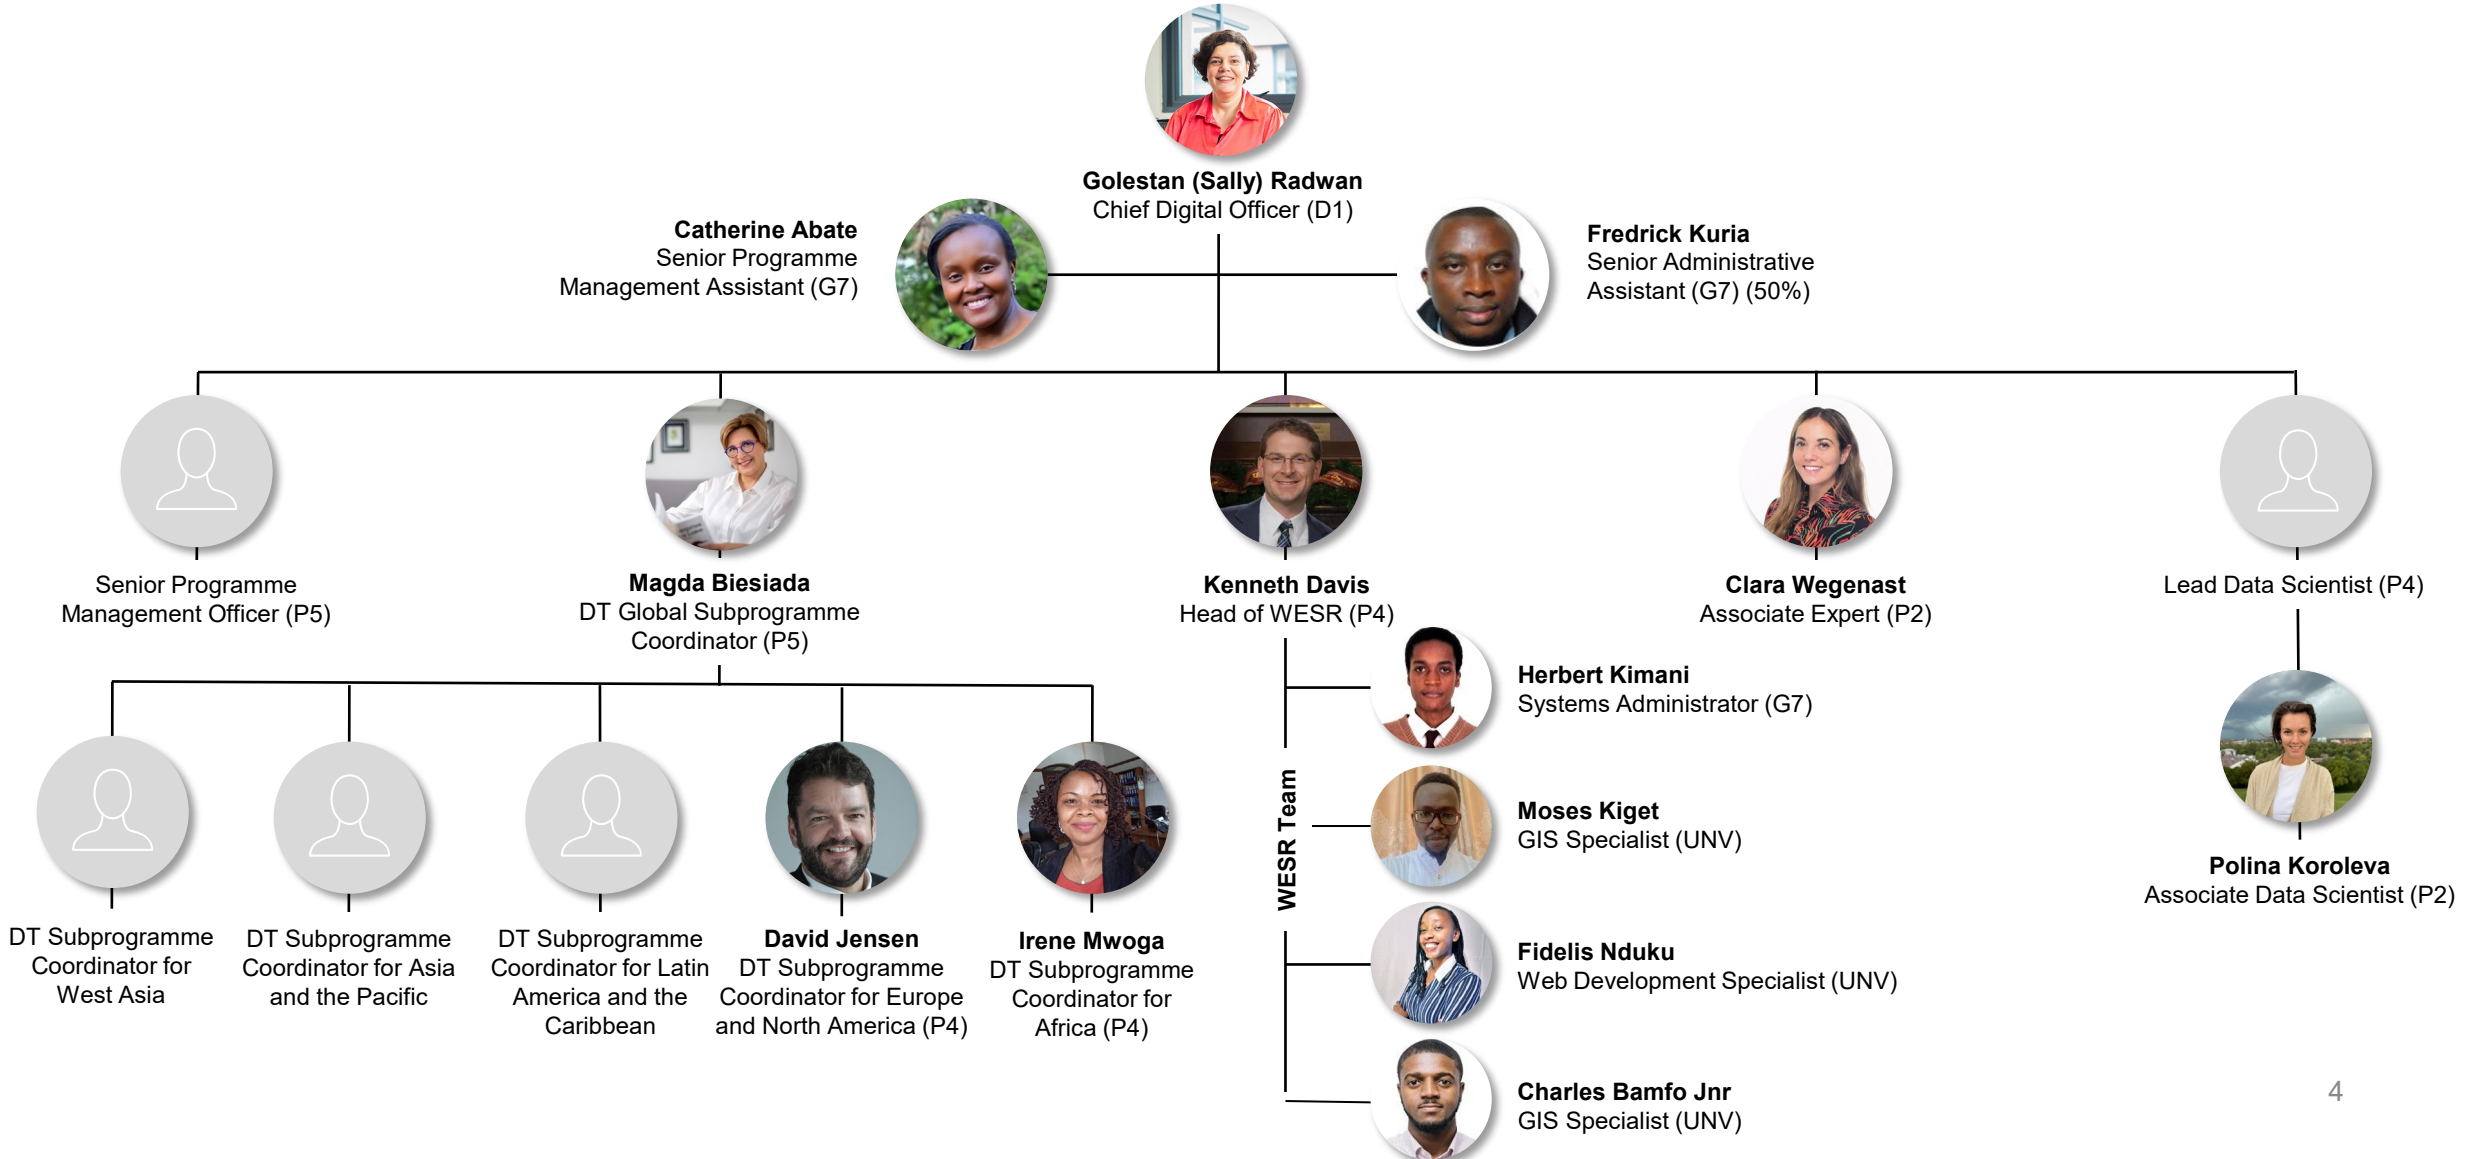 Golestan (Sally) Radwan
Chief Digital Officer (D1)
Catherine Abate
Senior Programme
Management Assistant (G7)
Fredrick Kuria
Senior Administrative
Assistant (G7) (50%)
Senior Programme
Management Officer (P5)
Magda Biesiada
DT Global Subprogramme
Coordinator (P5)
Kenneth Davis
Head of WESR (P4)
Clara Wegenast
Associate Expert (P2)
Lead Data Scientist (P4)
DT Subprogramme
Coordinator for
West Asia
DT Subprogramme
Coordinator for Asia
and the Pacific
DT Subprogramme
Coordinator for Latin
America and the
Caribbean
David Jensen
DT Subprogramme
Coordinator for Europe
and North America (P4)
Irene Mwoga
DT Subprogramme
Coordinator for
Africa (P4)
WESR Team
Herbert Kimani
Systems Administrator (G7)
Moses Kiget
GIS Specialist (UNV)
Fidelis Nduku
Web Development Specialist (UNV)
Charles Bamfo Jnr
GIS Specialist (UNV)
Polina Koroleva
Associate Data Scientist (P2)
4